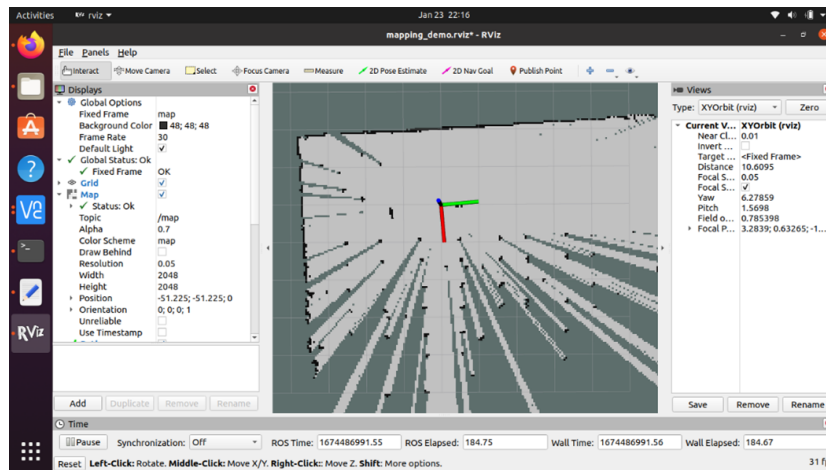 Activities
rviz
Jan 23 22:16
mapping_demo.rviz* - RViz
File Panels Help
Interact Move Camera Select Focus Camera Measure 2D Pose Estimate 2D Nav Goal Publish Point
Displays
Global Options
Fixed Frame map
Background Color 48; 48; 48
Frame Rate 30
Default Light
Global Status: Ok
Fixed Frame OK
Grid
Map
Status: Ok
Topic /map
Alpha 0.7
Color Scheme map
Draw Behind
Resolution 0.05
Width 2048
Height 2048
Position -51.225; -51.225; 0
Orientation 0; 0; 0; 1
Unreliable
Use Timestamp
Add Duplicate Remove Rename
Views
Type: XYOrbit (rviz) Zero
Current V... XYOrbit (rviz)
Near Cl... 0.01
Invert ...
Target ... <Fixed Frame>
Distance 10.6095
Focal S... 0.05
Focal S...
Yaw 6.27859
Pitch 1.5698
Field o... 0.785398
Focal P... 3.2839; 0.63265; -1...
Save Remove Rename
Time
Pause Synchronization: Off ROS Time: 1674486991.55 ROS Elapsed: 184.75 Wall Time: 1674486991.56 Wall Elapsed: 184.67
Reset Left-Click: Rotate. Middle-Click: Move X/Y. Right-Click:: Move Z. Shift: More options.
RViz